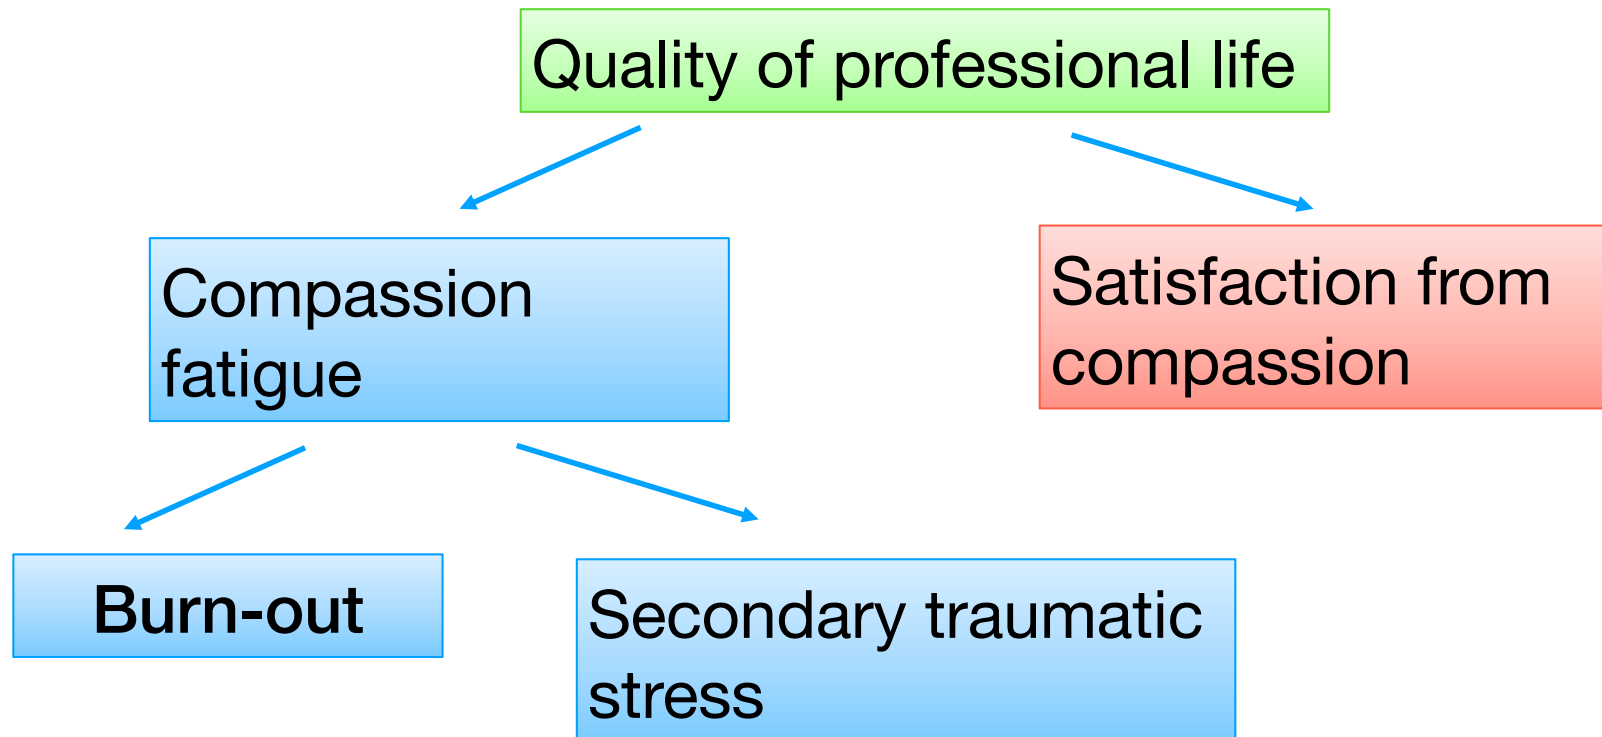 Quality of professional life
Compassion
fatigue
Satisfaction from
compassion
Burn-out
Secondary traumatic
stress